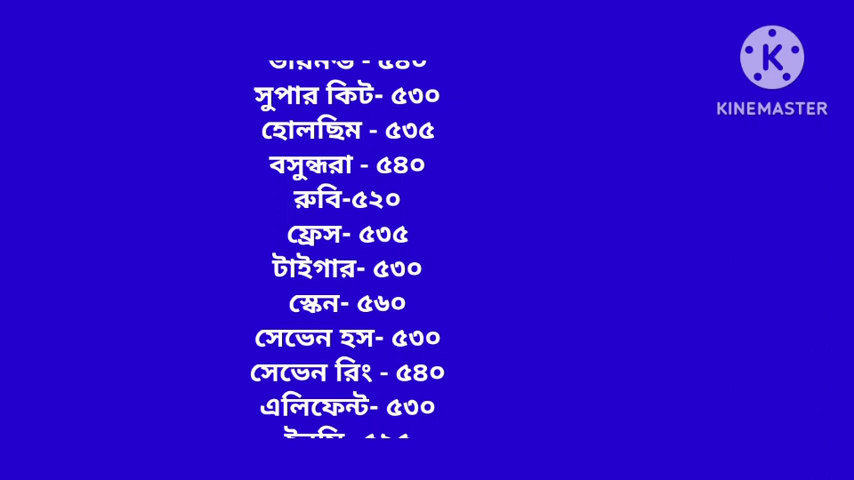 সুপার কিট- ৫৩০
হোলছিম - ৫৩৫
বসুন্ধরা - ৫৪০
রুবি-৫২০
ফ্রেস- ৫৩৫
টাইগার- ৫৩০
স্কেন- ৫৬০
সেভেন হস- ৫৩০
সেভেন রিং - ৫৪০
এলিফেন্ট- ৫৩০
KINEMASTER